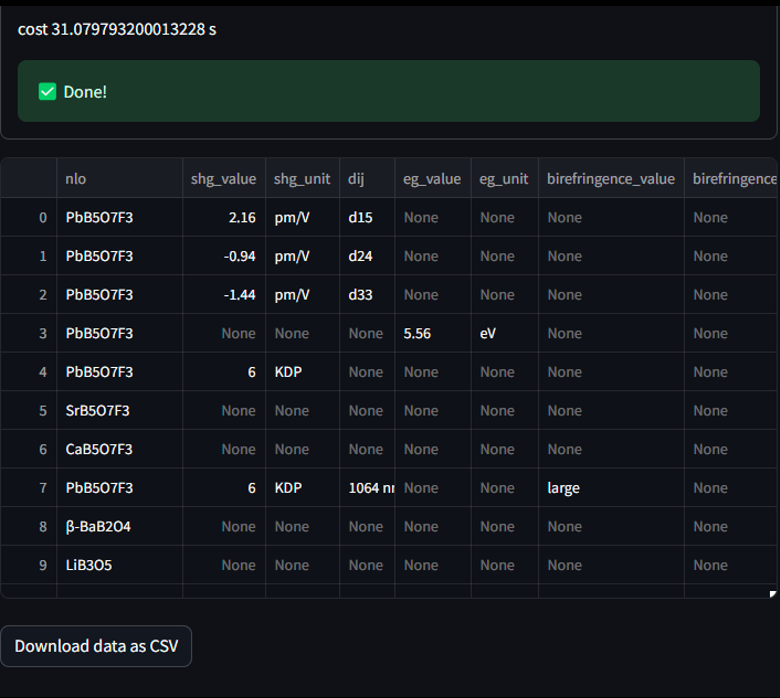 cost 31.079793200013228 s
✅ Done!
nlo shg_value shg_unit dij eg_value eg_unit birefringence_value birefringence
0 PbB5O7F3 2.16 pm/V d15 None None None None
1 PbB5O7F3 -0.94 pm/V d24 None None None None
2 PbB5O7F3 -1.44 pm/V d33 None None None None
3 PbB5O7F3 None None None 5.56 eV None None
4 PbB5O7F3 6 KDP None None None None None
5 SrB5O7F3 None None None None None None None
6 CaB5O7F3 None None None None None None None
7 PbB5O7F3 6 KDP 1064 nr None None large None
8 β-BaB2O4 None None None None None None None
9 LiB3O5 None None None None None None None
Download data as CSV